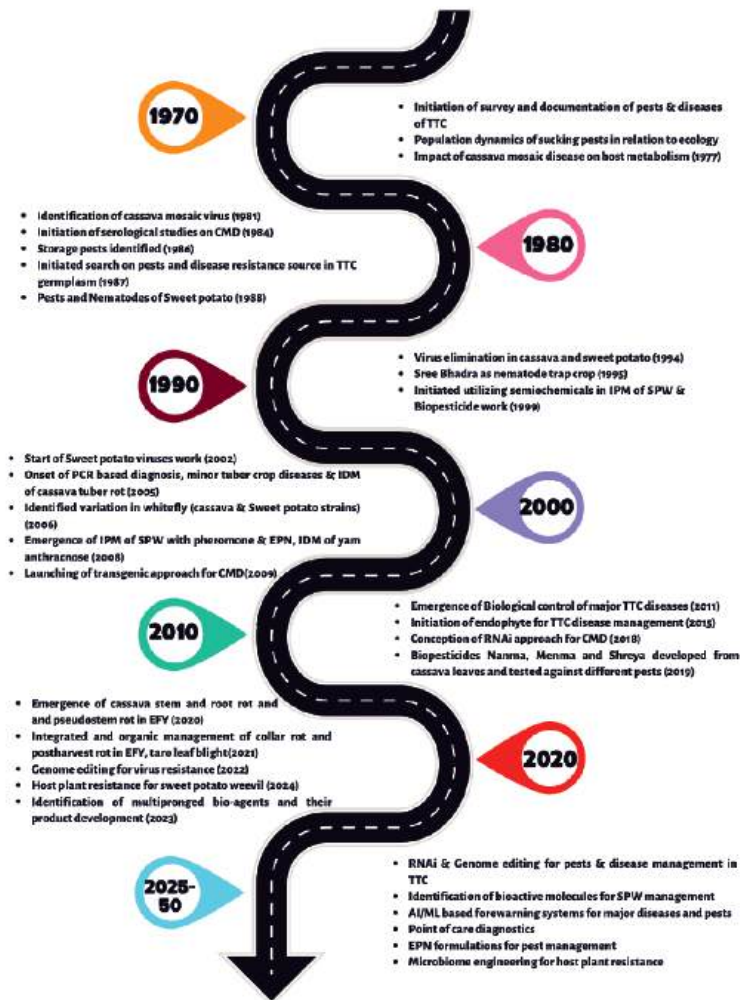 1970
• Initiation of survey and documentation of pests & diseases
of TTC
• Population dynamics of sucking pests in relation to ecology
• Impact of cassava mosaic disease on host metabolism (1977)
• Identification of cassava mosaic virus (1981)
• Initiation of serological studies on CMD (1984)
• Storage pests identified (1986)
• Initiated search on pests and disease resistance source in TTC
germplasm (1987)
• Pests and Nematodes of Sweet potato (1988)
1980
1990
• Virus elimination in cassava and sweet potato (1994)
• Sree Bhadra as nematode trap crop (1995)
• Initiated utilizing semiochemicals in IPM of SPW &
Biopesticide work (1999)
• Start of Sweet potato viruses work (2002)
• Onset of PCR based diagnosis, minor tuber crop diseases & IDM
of cassava tuber rot (2005)
• Identified variation in whitefly (cassava & Sweet potato strains)
(2006)
• Emergence of IPM of SPW with pheromone & EPN, IDM of yam
anthracnose (2008)
• Launching of transgenic approach for CMD(2009)
2000
2010
• Emergence of Biological control of major TTC diseases (2011)
• Initiation of endophyte for TTC disease management (2015)
• Conception of RNAi approach for CMD (2018)
• Biopesticides Nanma, Menma and Shreya developed from
cassava leaves and tested against different pests (2019)
• Emergence of cassava stem and root rot and
and pseudostem rot in EFY (2020)
• Integrated and organic management of collar rot and
postharvest rot in EFY, taro leaf blight(2021)
• Genome editing for virus resistance (2022)
• Host plant resistance for sweet potato weevil (2024)
• Identification of multipronged bio-agents and their
product development (2023)
2020
2025-
50
• RNAi & Genome editing for pests & disease management in
TTC
• Identification of bioactive molecules for SPW management
• AI/ML based forewarning systems for major diseases and pests
• Point of care diagnostics
• EPN formulations for pest management
• Microbiome engineering for host plant resistance